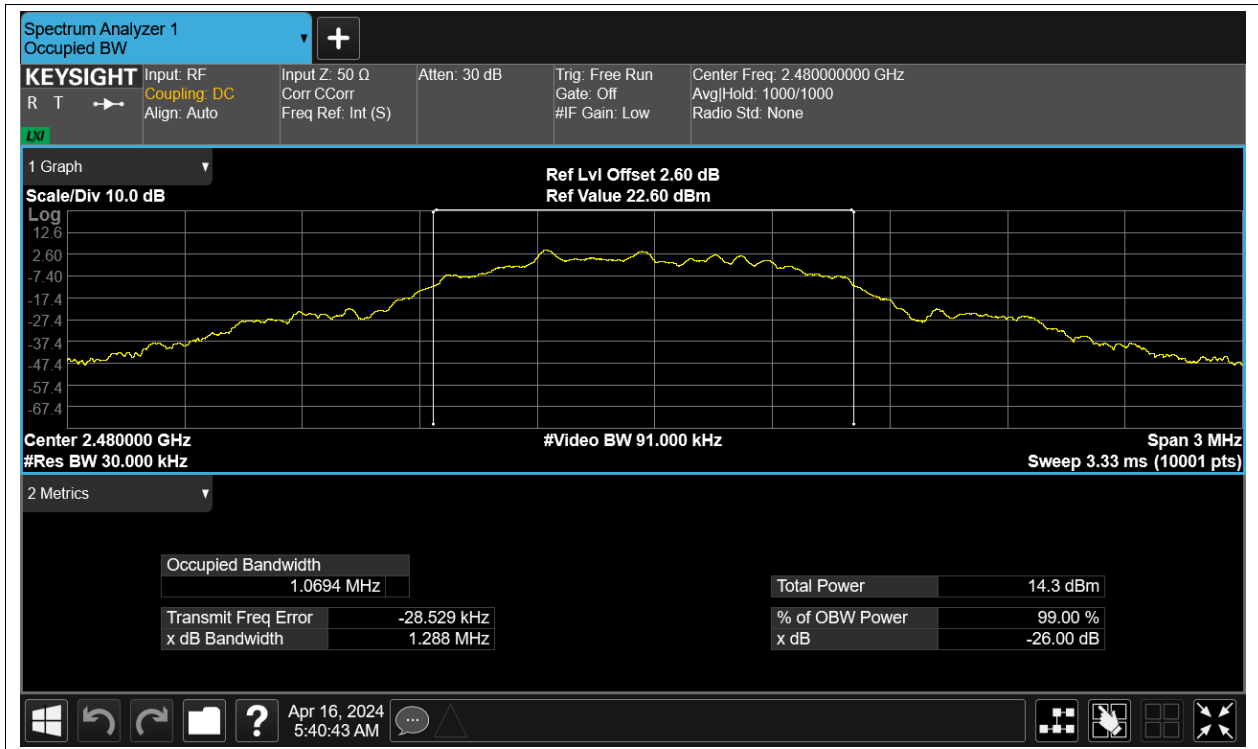 Spectrum Analyzer 1
Occupied BW
KEYSIGHT Input: RF Input Z: 50 Ω Atten: 30 dB Trig: Free Run Center Freq: 2.480000000 GHz
R T Coupling: DC Corr CCorr Gate: Off Avg|Hold: 1000/1000
Align: Auto Freq Ref: Int (S) #IF Gain: Low Radio Std: None
LXI
1 Graph
Ref Lvl Offset 2.60 dB
Scale/Div 10.0 dB Ref Value 22.60 dBm
Log
12.6
2.60
-7.40
-17.4
-27.4
-37.4
-47.4
-57.4
-67.4
Center 2.480000 GHz #Video BW 91.000 kHz Span 3 MHz
#Res BW 30.000 kHz Sweep 3.33 ms (10001 pts)
2 Metrics
Occupied Bandwidth
1.0694 MHz Total Power 14.3 dBm
Transmit Freq Error -28.529 kHz % of OBW Power 99.00 %
x dB Bandwidth 1.288 MHz x dB -26.00 dB
? Apr 16, 2024
5:40:43 AM